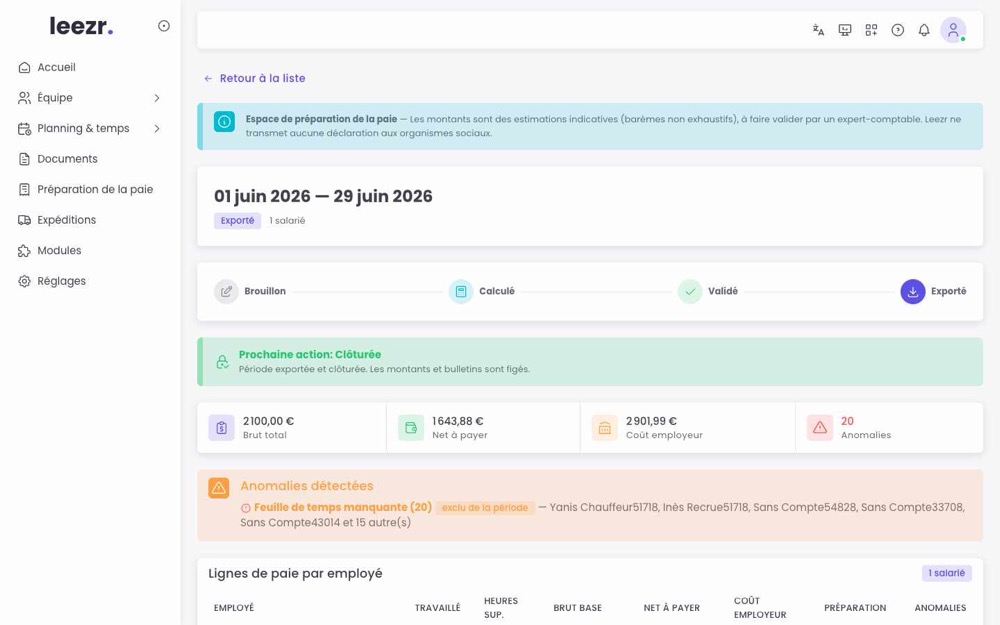 leezr.
Accueil
Équipe
Planning & temps
Documents
Préparation de la paie
Expéditions
Modules
Réglages
← Retour à la liste
Espace de préparation de la paie — Les montants sont des estimations indicatives (barèmes non exhaustifs), à faire valider par un expert-comptable. Leezr ne
transmet aucune déclaration aux organismes sociaux.
01 juin 2026 — 29 juin 2026
Exporté 1 salarié
Brouillon Calculé Validé Exporté
Prochaine action: Clôturée
Période exportée et clôturée. Les montants et bulletins sont figés.
2 100,00 € 1 643,88 € 2 901,99 € 20
Brut total Net à payer Coût employeur Anomalies
Anomalies détectées
Feuille de temps manquante (20) exclu de la période — Yanis Chauffeur51718, Inès Recrue51718, Sans Compte54828, Sans Compte33708,
Sans Compte43014 et 15 autre(s)
Lignes de paie par employé 1 salarié
EMPLOYÉ TRAVAILLÉ HEURES SUP. BRUT BASE NET À PAYER COÛT EMPLOYEUR PRÉPARATION ANOMALIES